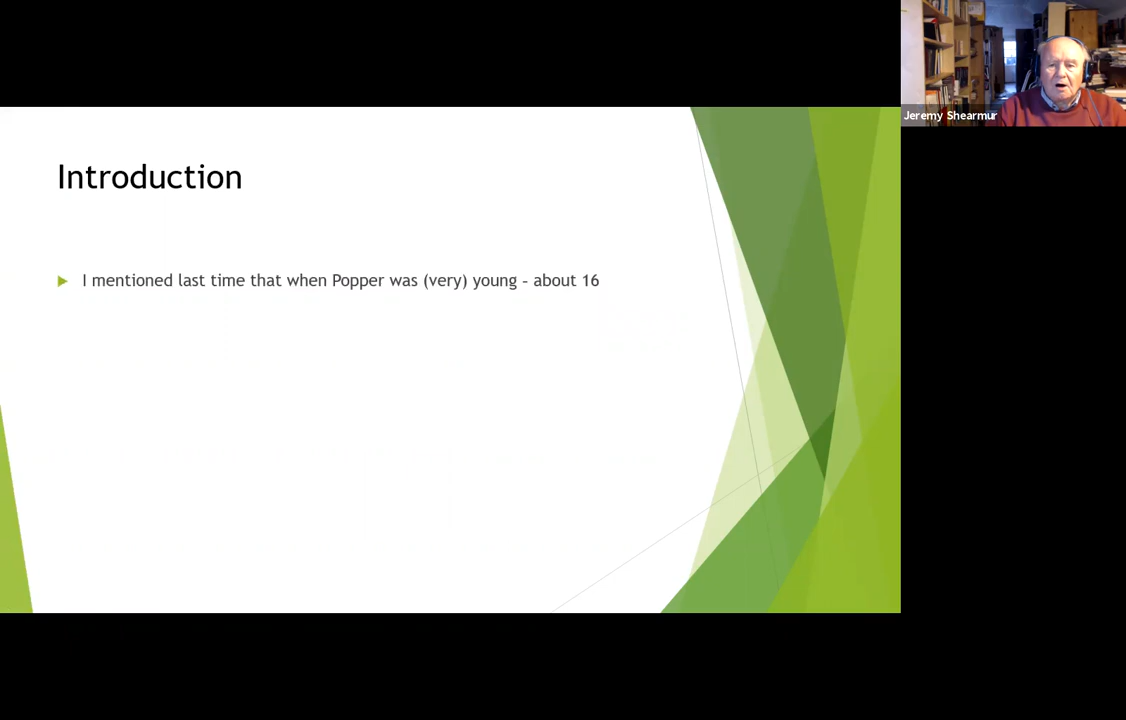 Jeremy Shearmur
Introduction
I mentioned last time that when Popper was (very) young - about 16